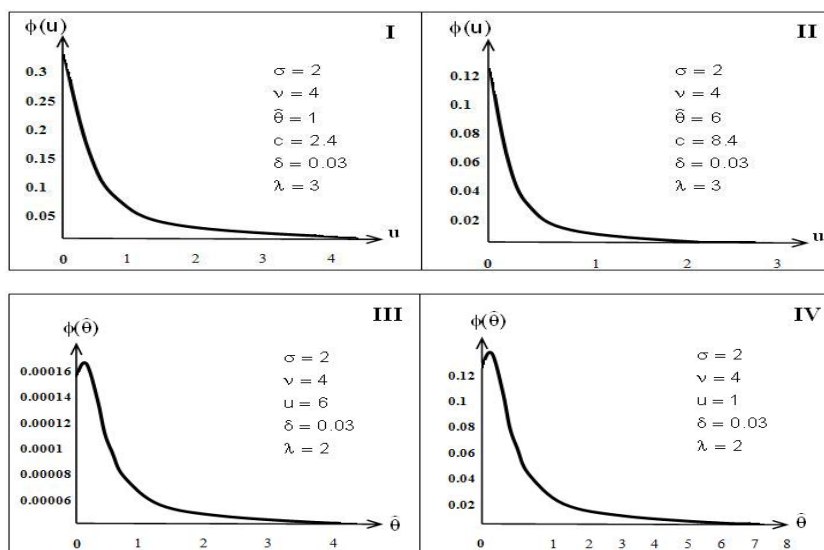 ϕ(u)
I
0.3
0.25
0.2
0.15
0.1
0.05
σ = 2
ν = 4
θ̂ = 1
c = 2.4
δ = 0.03
λ = 3
u
0 1 2 3 4
ϕ(u)
II
0.12
0.1
0.08
0.06
0.04
0.02
σ = 2
ν = 4
θ̂ = 6
c = 8.4
δ = 0.03
λ = 3
u
0 1 2 3
ϕ(θ̂)
III
0.00016
0.00014
0.00012
0.0001
0.00008
0.00006
σ = 2
ν = 4
u = 6
δ = 0.03
λ = 2
θ̂
0 1 2 3 4
ϕ(θ̂)
IV
0.12
0.1
0.08
0.06
0.04
0.02
σ = 2
ν = 4
u = 1
δ = 0.03
λ = 2
θ̂
0 1 2 3 4 5 6 7 8